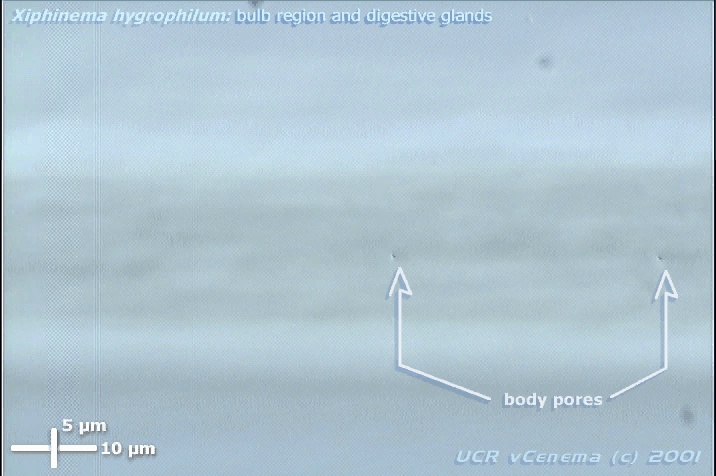 Xiphinema hygrophilum: bulb region and digestive glands
body pores
5 µm
10 µm
UCR vCenema (c) 2001